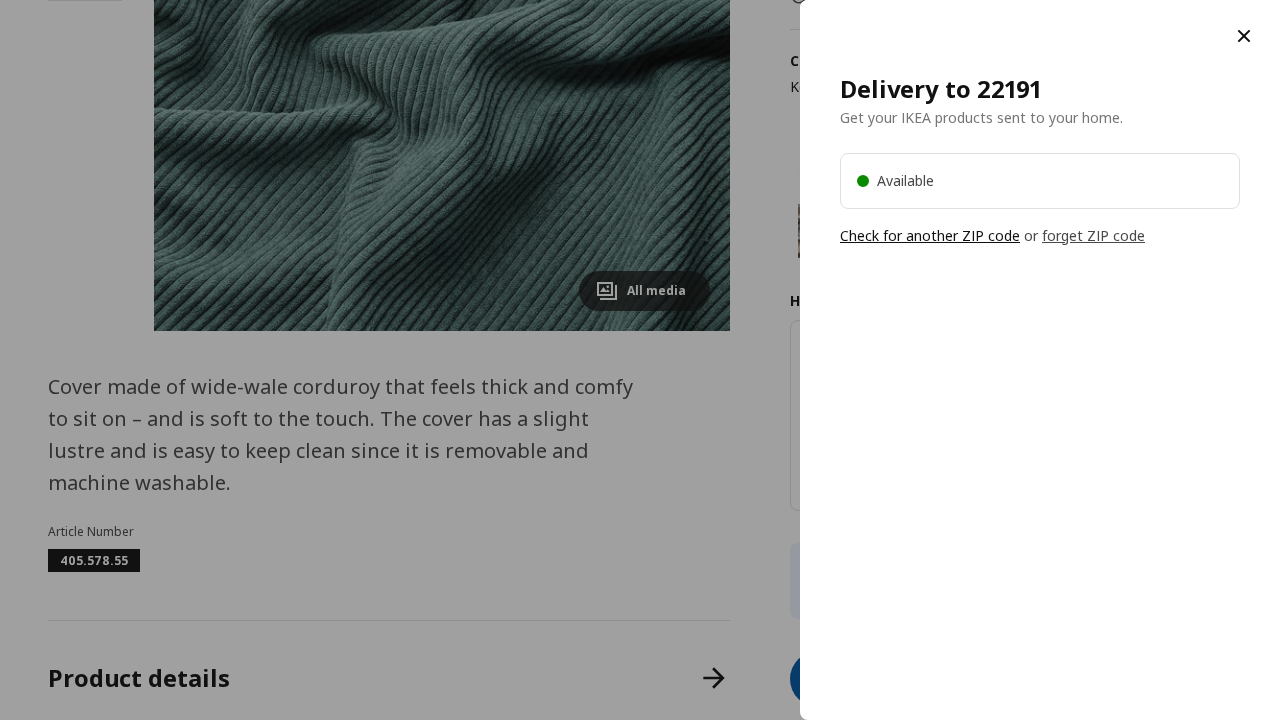 All media
Cover made of wide-wale corduroy that feels thick and comfy
to sit on – and is soft to the touch. The cover has a slight
lustre and is easy to keep clean since it is removable and
machine washable.
Article Number
405.578.55
Product details
Delivery to 22191
Get your IKEA products sent to your home.
Available
Check for another ZIP code or forget ZIP code